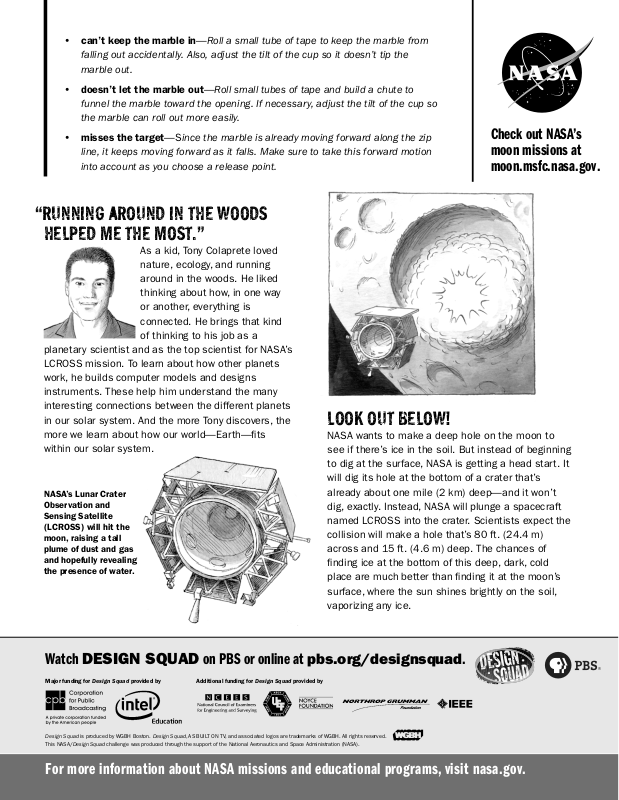 • can't keep the marble in—Roll a small tube of tape to keep the marble from
falling out accidentally. Also, adjust the tilt of the cup so it doesn't tip the
marble out.
• doesn't let the marble out—Roll small tubes of tape and build a chute to
funnel the marble toward the opening. If necessary, adjust the tilt of the cup so
the marble can roll out more easily.
• misses the target—Since the marble is already moving forward along the zip
line, it keeps moving forward as it falls. Make sure to take this forward motion
into account as you choose a release point.
NASA
Check out NASA's
moon missions at
moon.msfc.nasa.gov.
“RUNNING AROUND IN THE WOODS
HELPED ME THE MOST.”
As a kid, Tony Colaprete loved
nature, ecology, and running
around in the woods. He liked
thinking about how, in one way
or another, everything is
connected. He brings that kind
of thinking to his job as a
planetary scientist and as the top scientist for NASA's
LCROSS mission. To learn about how other planets
work, he builds computer models and designs
instruments. These help him understand the many
interesting connections between the different planets
in our solar system. And the more Tony discovers, the
more we learn about how our world—Earth—fits
within our solar system.
NASA's Lunar Crater
Observation and
Sensing Satellite
(LCROSS) will hit the
moon, raising a tall
plume of dust and gas
and hopefully revealing
the presence of water.
LOOK OUT BELOW!
NASA wants to make a deep hole on the moon to
see if there's ice in the soil. But instead of beginning
to dig at the surface, NASA is getting a head start. It
will dig its hole at the bottom of a crater that's
already about one mile (2 km) deep—and it won't
dig, exactly. Instead, NASA will plunge a spacecraft
named LCROSS into the crater. Scientists expect the
collision will make a hole that's 80 ft. (24.4 m)
across and 15 ft. (4.6 m) deep. The chances of
finding ice at the bottom of this deep, dark, cold
place are much better than finding it at the moon's
surface, where the sun shines brightly on the soil,
vaporizing any ice.
Watch DESIGN SQUAD on PBS or online at pbs.org/designsquad.
DESIGN SQUAD
PBS
Major funding for Design Squad provided by
Additional funding for Design Squad provided by
cpb Corporation
for Public
Broadcasting
A private corporation funded
by the American people
intel
Education
NCEES
National Council of Examiners
for Engineering and Surveying
NOYCE
FOUNDATION
NORTHROP GRUMMAN
Foundation
IEEE
Design Squad is produced by WGBH Boston. Design Squad, AS BUILT ON TV, and associated logos are trademarks of WGBH. All rights reserved.
This NASA/Design Squad challenge was produced through the support of the National Aeronautics and Space Administration (NASA).
WGBH
For more information about NASA missions and educational programs, visit nasa.gov.